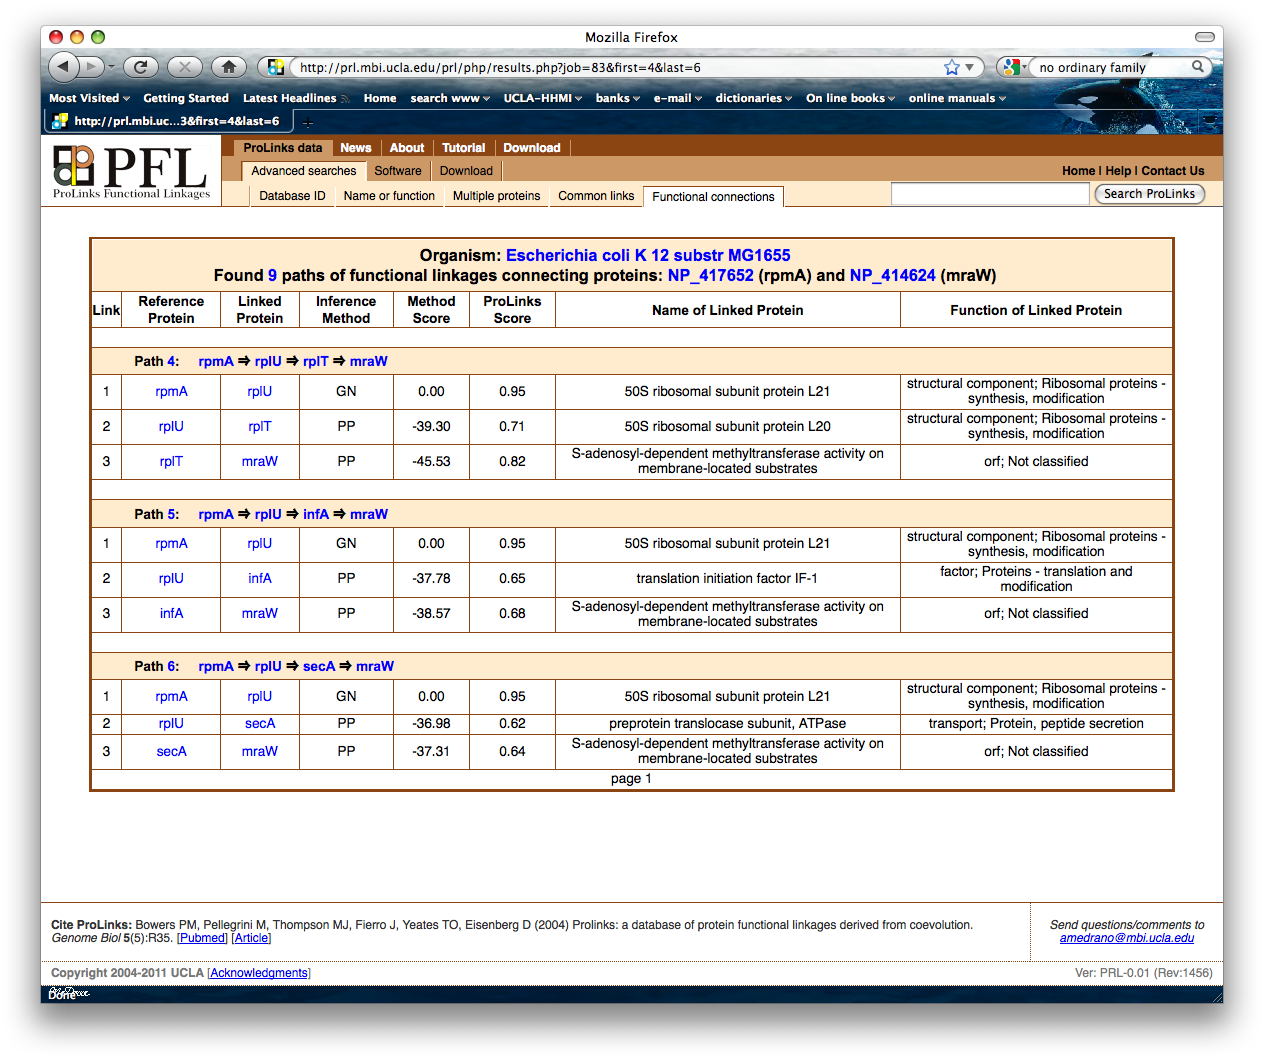 Mozilla Firefox
http://prl.mbi.ucla.edu/prl/php/results.php?job=83&first=4&last=6
no ordinary family
Most Visited Getting Started Latest Headlines Home search www UCLA-HHMI banks e-mail dictionaries On line books online manuals
http://prl.mbi.uc...3&first=4&last=6
PFL
ProLinks Functional Linkages
ProLinks data News About Tutorial Download
Advanced searches Software Download
Home I Help I Contact Us
Database ID Name or function Multiple proteins Common links Functional connections
Search ProLinks
Organism: Escherichia coli K 12 substr MG1655
Found 9 paths of functional linkages connecting proteins: NP_417652 (rpmA) and NP_414624 (mraW)
Link Reference Protein Linked Protein Inference Method Method Score ProLinks Score Name of Linked Protein Function of Linked Protein
Path 4: rpmA ⇒ rplU ⇒ rplT ⇒ mraW
1 rpmA rplU GN 0.00 0.95 50S ribosomal subunit protein L21 structural component; Ribosomal proteins - synthesis, modification
2 rplU rplT PP -39.30 0.71 50S ribosomal subunit protein L20 structural component; Ribosomal proteins - synthesis, modification
3 rplT mraW PP -45.53 0.82 S-adenosyl-dependent methyltransferase activity on membrane-located substrates orf; Not classified
Path 5: rpmA ⇒ rplU ⇒ infA ⇒ mraW
1 rpmA rplU GN 0.00 0.95 50S ribosomal subunit protein L21 structural component; Ribosomal proteins - synthesis, modification
2 rplU infA PP -37.78 0.65 translation initiation factor IF-1 factor; Proteins - translation and modification
3 infA mraW PP -38.57 0.68 S-adenosyl-dependent methyltransferase activity on membrane-located substrates orf; Not classified
Path 6: rpmA ⇒ rplU ⇒ secA ⇒ mraW
1 rpmA rplU GN 0.00 0.95 50S ribosomal subunit protein L21 structural component; Ribosomal proteins - synthesis, modification
2 rplU secA PP -36.98 0.62 preprotein translocase subunit, ATPase transport; Protein, peptide secretion
3 secA mraW PP -37.31 0.64 S-adenosyl-dependent methyltransferase activity on membrane-located substrates orf; Not classified
page 1
Cite ProLinks: Bowers PM, Pellegrini M, Thompson MJ, Fierro J, Yeates TO, Eisenberg D (2004) Prolinks: a database of protein functional linkages derived from coevolution.
Genome Biol 5(5):R35. [Pubmed] [Article]
Send questions/comments to
amedrano@mbi.ucla.edu
Copyright 2004-2011 UCLA [Acknowledgments]
Ver: PRL-0.01 (Rev:1456)
Done